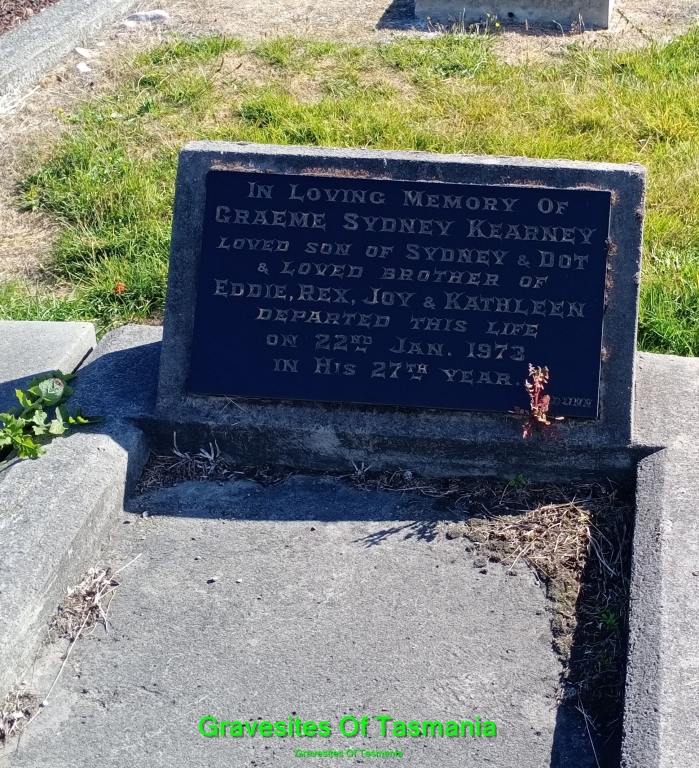 In Loving Memory Of
Graeme Sydney Kearney
loved son of Sydney & Dot
& loved brother of
Eddie, Rex, Joy & Kathleen
departed this life
on 22nd Jan. 1973
in His 27th year.
Gravesites Of Tasmania
Gravesites Of Tasmania